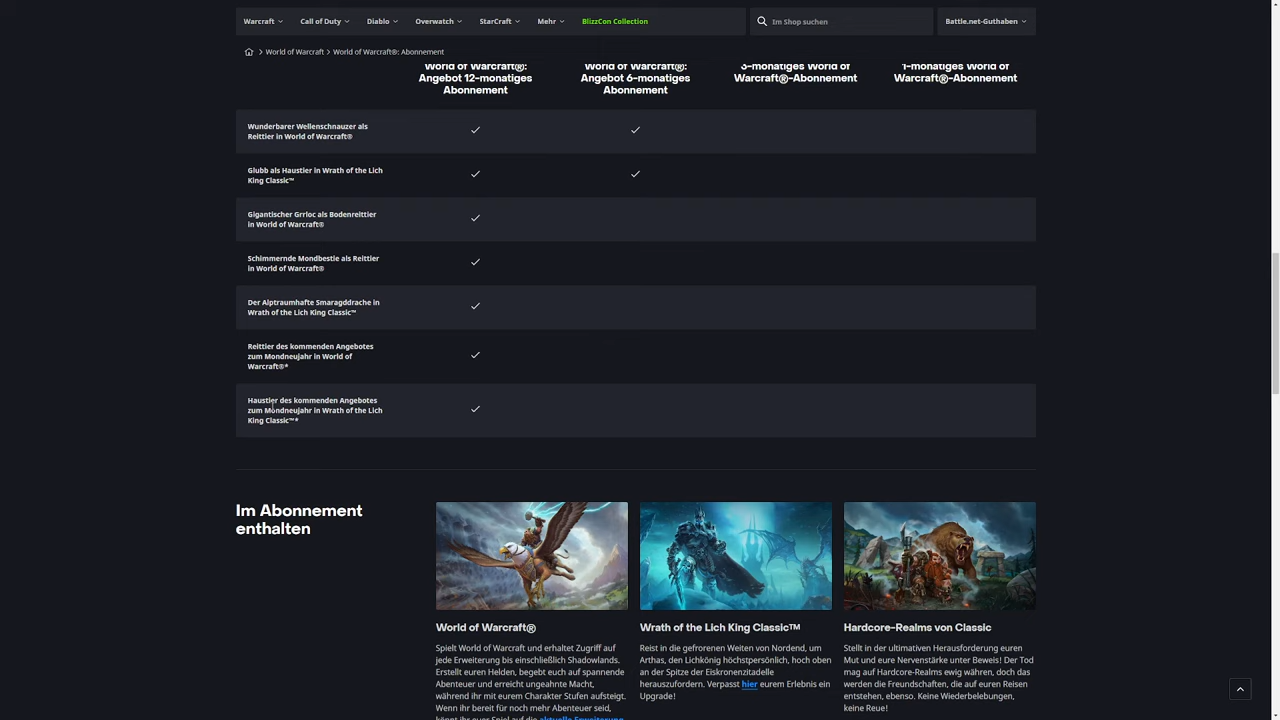 Warcraft
Call of Duty
Diablo
Overwatch
StarCraft
Mehr
BlizzCon Collection
Im Shop suchen
Battle.net-Guthaben
World of Warcraft
World of Warcraft®: Abonnement
World of Warcraft®:
Angebot 12-monatiges
Abonnement
World of Warcraft®:
Angebot 6-monatiges
Abonnement
3-monatiges World of
Warcraft®-Abonnement
1-monatiges World of
Warcraft®-Abonnement
Wunderbarer Wellenschnauzer als
Reittier in World of Warcraft®
Glubb als Haustier in Wrath of the Lich
King Classic™
Gigantischer Grrloc als Bodenreittier
in World of Warcraft®
Schimmernde Mondbestie als Reittier
in World of Warcraft®
Der Alptraumhafte Smaragddrache in
Wrath of the Lich King Classic™
Reittier des kommenden Angebotes
zum Mondneujahr in World of
Warcraft®*
Haustier des kommenden Angebotes
zum Mondneujahr in Wrath of the Lich
King Classic™*
Im Abonnement
enthalten
World of Warcraft®
Spielt World of Warcraft und erhaltet Zugriff auf
jede Erweiterung bis einschließlich Shadowlands.
Erstellt euren Helden, begebt euch auf spannende
Abenteuer und erreicht ungeahnte Macht,
während ihr mit eurem Charakter Stufen aufsteigt.
Wenn ihr bereit für noch mehr Abenteuer seid,
könnt ihr euer Spiel auf die aktuelle Erweiterung
Wrath of the Lich King Classic™
Reist in die gefrorenen Weiten von Nordend, um
Arthas, den Lichkönig höchstpersönlich, hoch oben
an der Spitze der Eiskronenzitadelle
herauszufordern. Verpasst hier eurem Erlebnis ein
Upgrade!
Hardcore-Realms von Classic
Stellt in der ultimativen Herausforderung euren
Mut und eure Nervenstärke unter Beweis! Der Tod
mag auf Hardcore-Realms ewig währen, doch das
werden die Freundschaften, die auf euren Reisen
entstehen, ebenso. Keine Wiederbelebungen,
keine Reue!